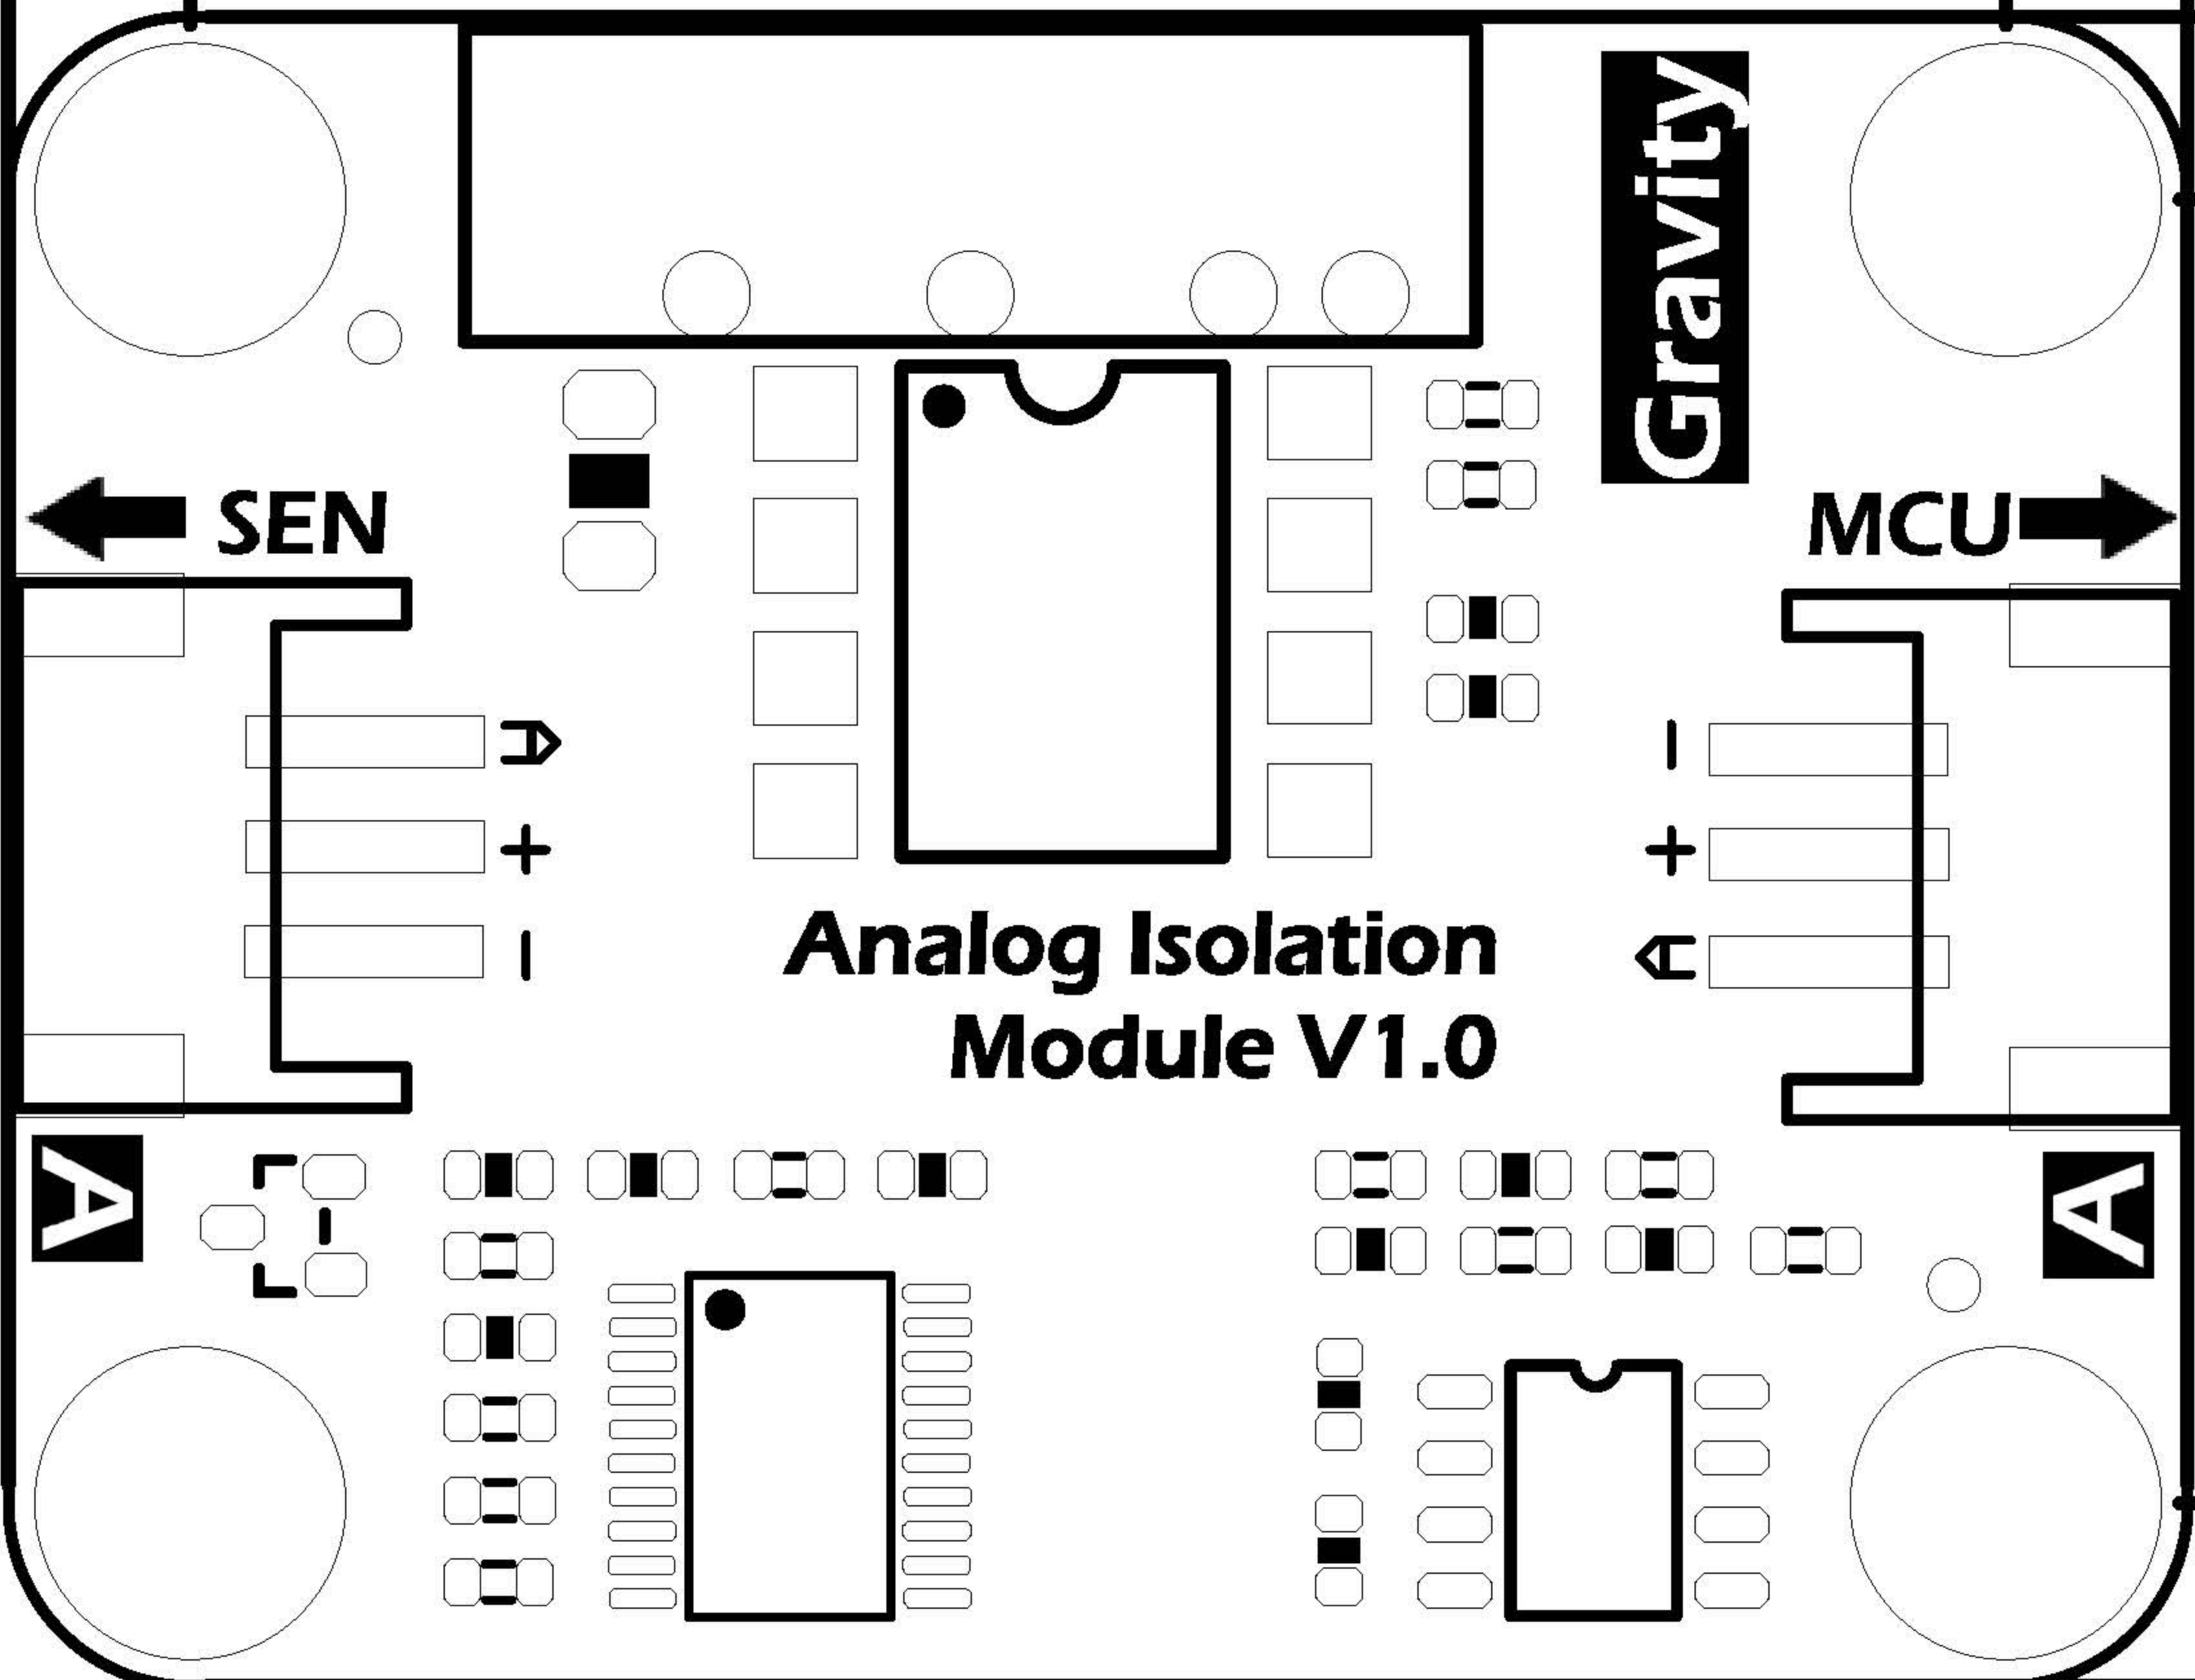 Gravity
SEN
MCU
A
+
-
-
+
A
Analog Isolation
Module V1.0
A
A